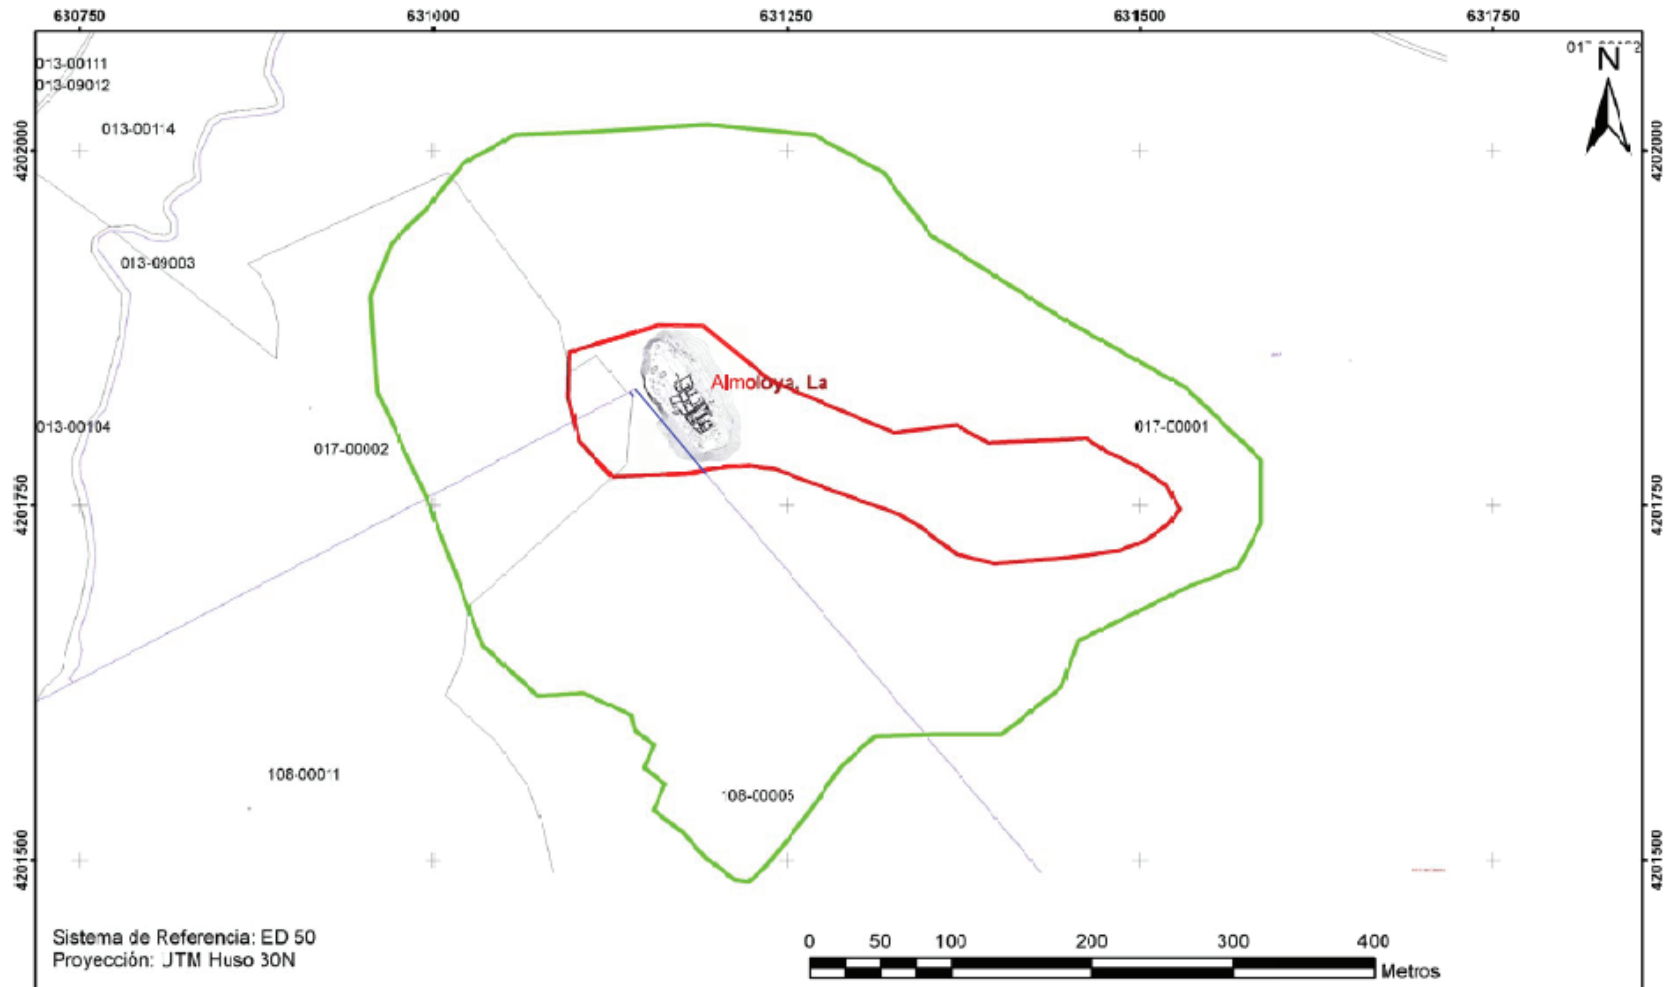 630750 631000 631250 631500 631750
013-00111
013-09012
013-00114
4202000 4202000
013-09003
Almoloya, La
013-00104
017-00002
017-00001
4201750 4201750
108-00011
108-00005
4201500 4201500
N
Sistema de Referencia: ED 50
Proyección: UTM Huso 30N
0 50 100 200 300 400
Metros